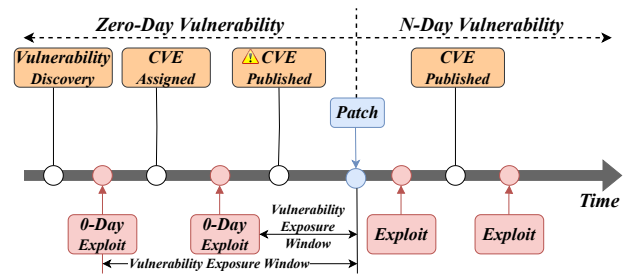 Zero-Day Vulnerability
N-Day Vulnerability
Vulnerability
Discovery
CVE
Assigned
CVE
Published
CVE
Published
Patch
Time
0-Day
Exploit
0-Day
Exploit
Vulnerability
Exposure
Window
Exploit
Exploit
Vulnerability Exposure Window